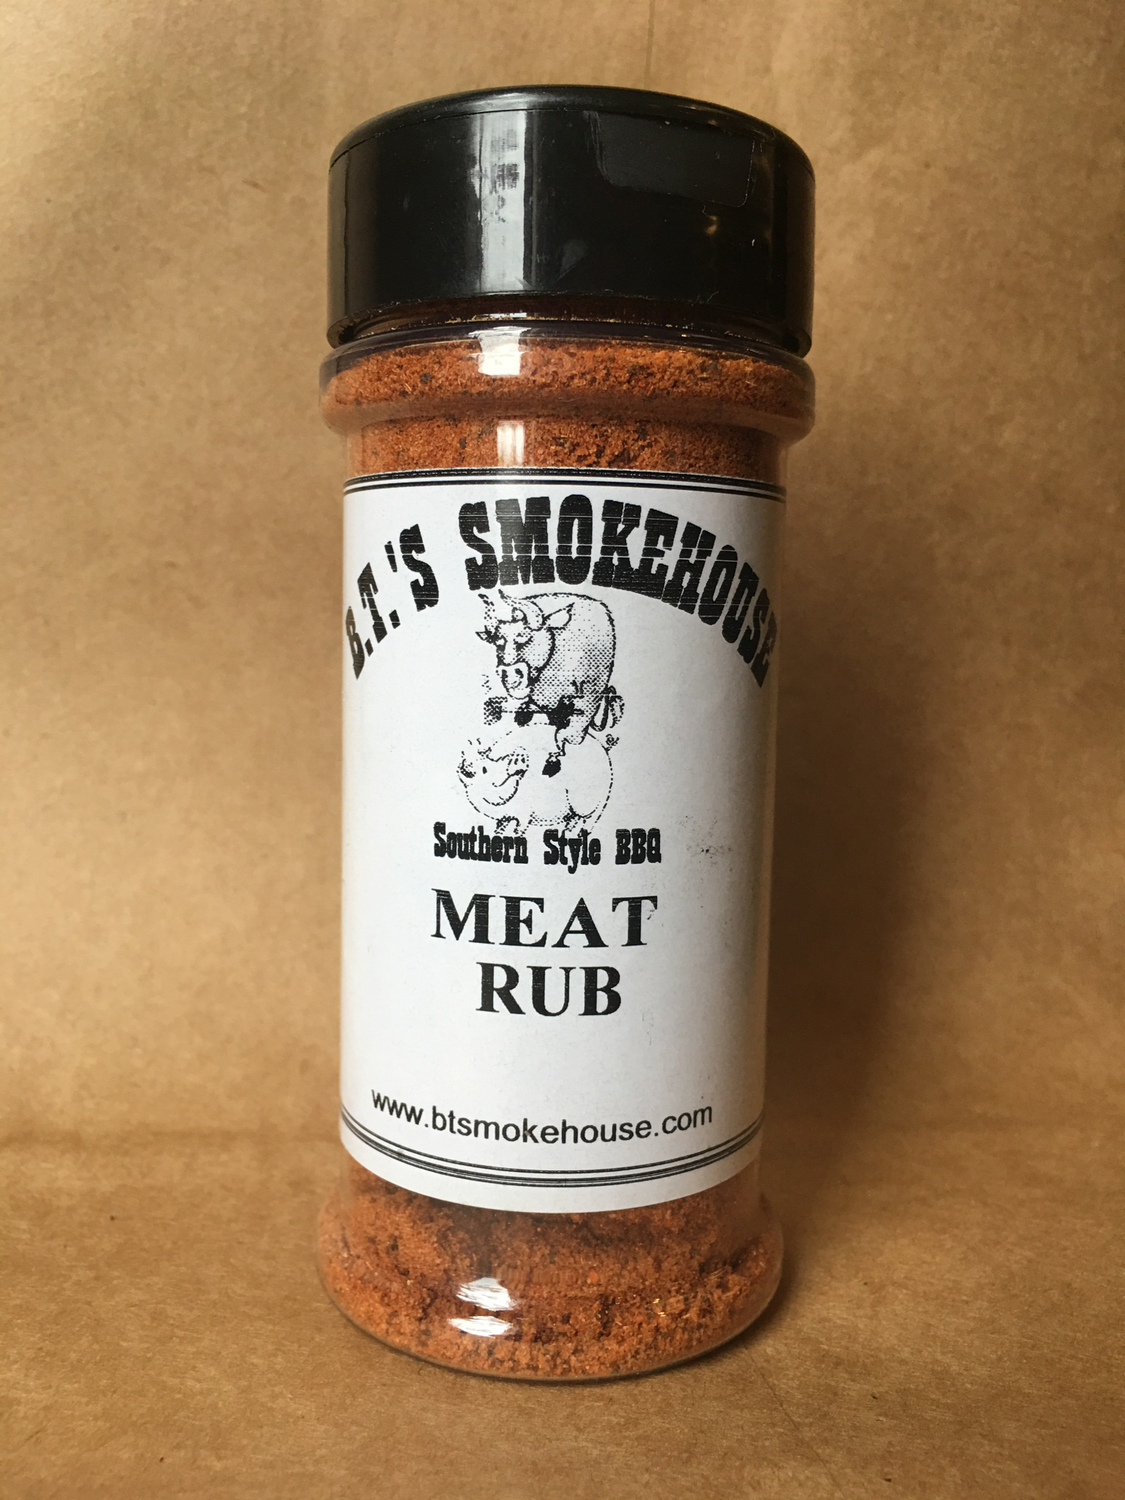 B.T.'S SMOKEHOUSE
Southern Style BBQ
MEAT
RUB
www.btsmokehouse.com